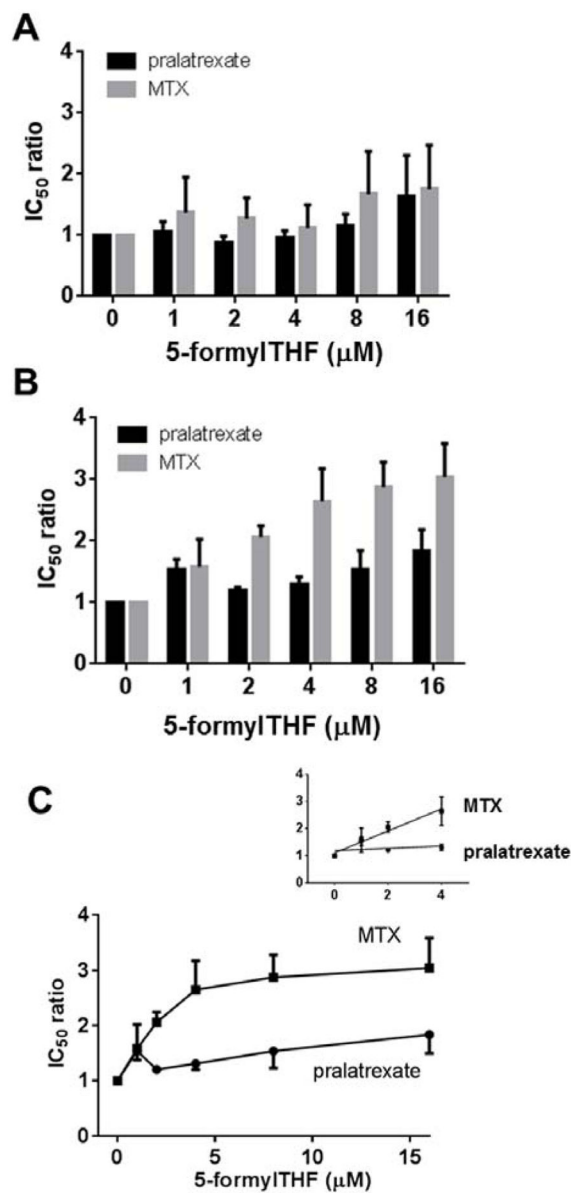 A
pralatrexate
MTX
4
3
2
1
0
IC50 ratio
0 1 2 4 8 16
5-formylTHF (μM)
B
pralatrexate
MTX
4
3
2
1
0
IC50 ratio
0 1 2 4 8 16
5-formylTHF (μM)
C
4
3
2
1
0
0 2 4
MTX
pralatrexate
4
3
2
1
0
IC50 ratio
MTX
pralatrexate
0 5 10 15
5-formylTHF (μM)